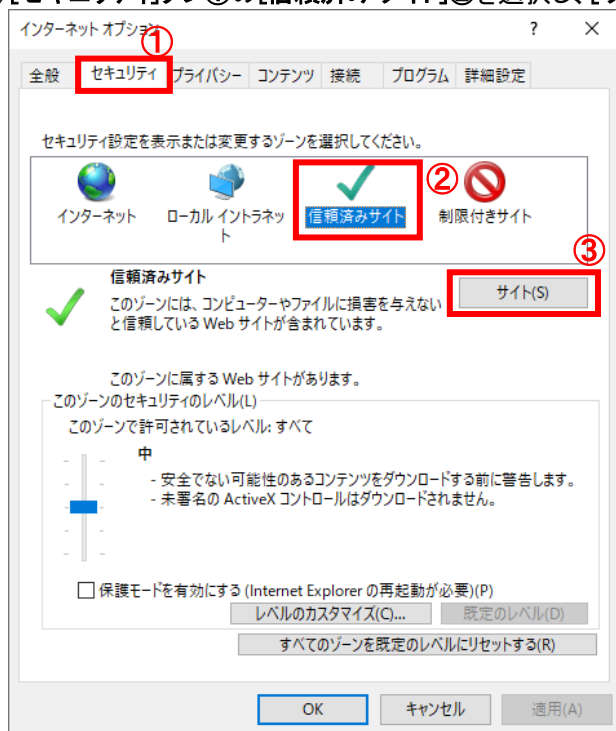 インターネット オプション
① ? ×
全般 セキュリティ プライバシー コンテンツ 接続 プログラム 詳細設定
セキュリティ設定を表示または変更するゾーンを選択してください。
②
インターネット
ローカル イントラネット
信頼済みサイト
制限付きサイト
③
信頼済みサイト
サイト(S)
このゾーンには、コンピューターやファイルに損害を与えない
と信頼している Web サイトが含まれています。
このゾーンに属する Web サイトがあります。
このゾーンのセキュリティのレベル(L)
このゾーンで許可されているレベル: すべて
中
- 安全でない可能性のあるコンテンツをダウンロードする前に警告します。
- 未署名の ActiveX コントロールはダウンロードされません。
保護モードを有効にする (Internet Explorer の再起動が必要)(P)
レベルのカスタマイズ(C)... 既定のレベル(D)
すべてのゾーンを既定のレベルにリセットする(R)
OK キャンセル 適用(A)